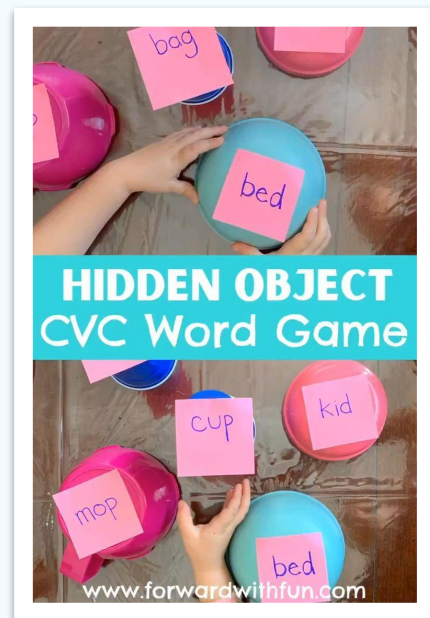 bag
bed
HIDDEN OBJECT
CVC Word Game
cup
kid
mop
bed
www.forwardwithfun.com